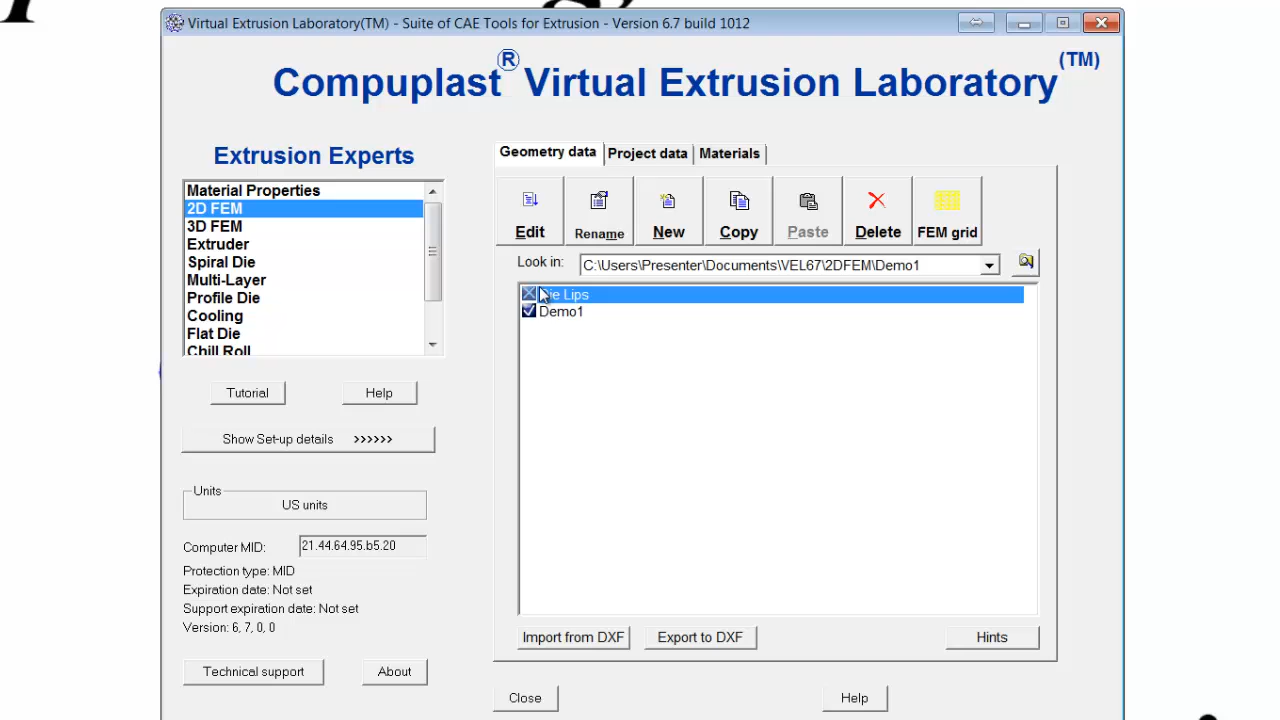 Virtual Extrusion Laboratory(TM) - Suite of CAE Tools for Extrusion - Version 6.7 build 1012
Compuplast® Virtual Extrusion Laboratory (TM)
Extrusion Experts
Material Properties
2D FEM
3D FEM
Extruder
Spiral Die
Multi-Layer
Profile Die
Cooling
Flat Die
Chill Roll
Tutorial
Help
Show Set-up details >>>>>>
Units
US units
Computer MID: 21.44.64.95.b5.20
Protection type: MID
Expiration date: Not set
Support expiration date: Not set
Version: 6, 7, 0, 0
Technical support
About
Geometry data
Project data
Materials
Edit
Rename
New
Copy
Paste
Delete
FEM grid
Look in: C:\Users\Presenter\Documents\VEL67\2DFEM\Demo1
Die Lips
Demo1
Import from DXF
Export to DXF
Hints
Close
Help